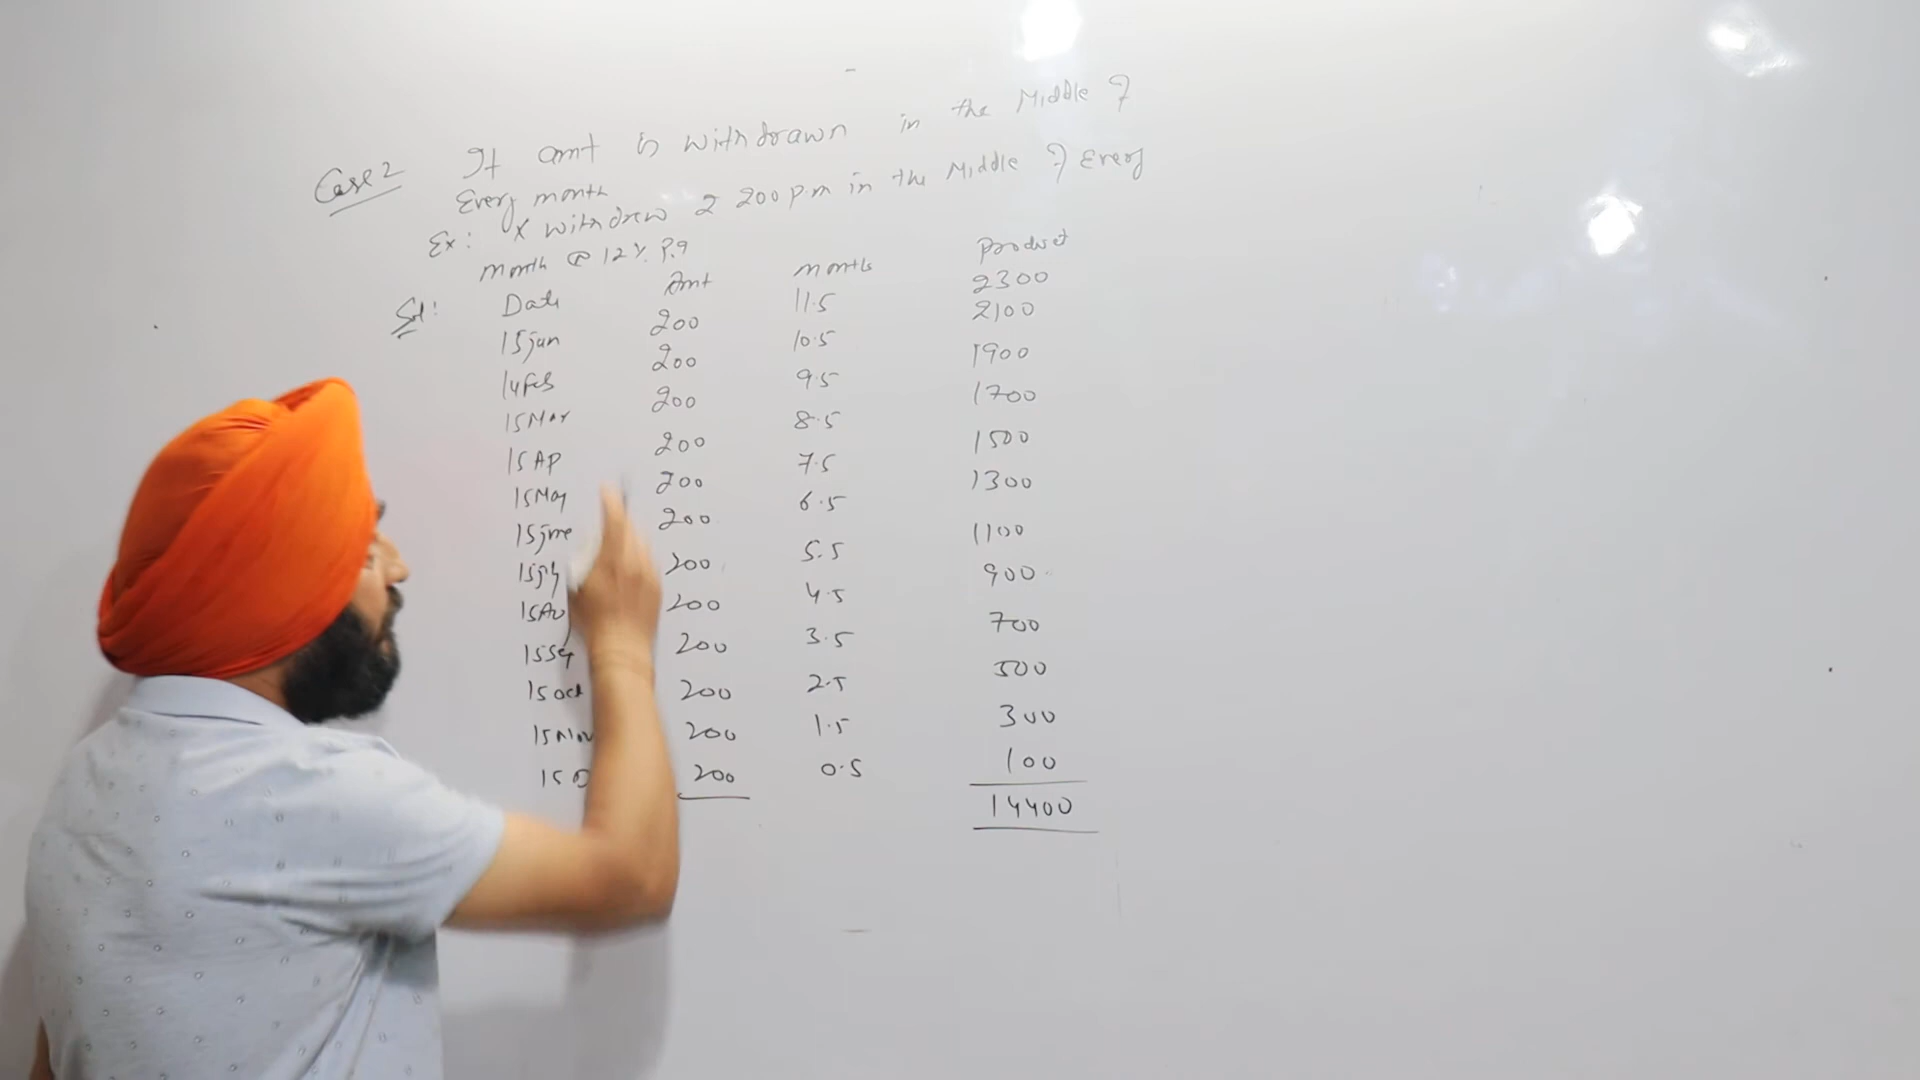 Case 2 If amt is withdrawn in the Middle of
Every month
Ex: X withdrew ₹ 200 p.m in the Middle of Every
month @ 12% P.a
Sol: Date Amt months Product
15 jan 200 11.5 2300
14 Feb 200 10.5 2100
15 Mar 200 9.5 1900
15 AP 200 8.5 1700
15 May 200 7.5 1500
15 june 200 6.5 1300
15 july 200 5.5 1100
15 Au 200 4.5 900
15 Sep 200 3.5 700
15 oct 200 2.5 500
15 Nov 200 1.5 300
15 D 200 0.5 100
14400